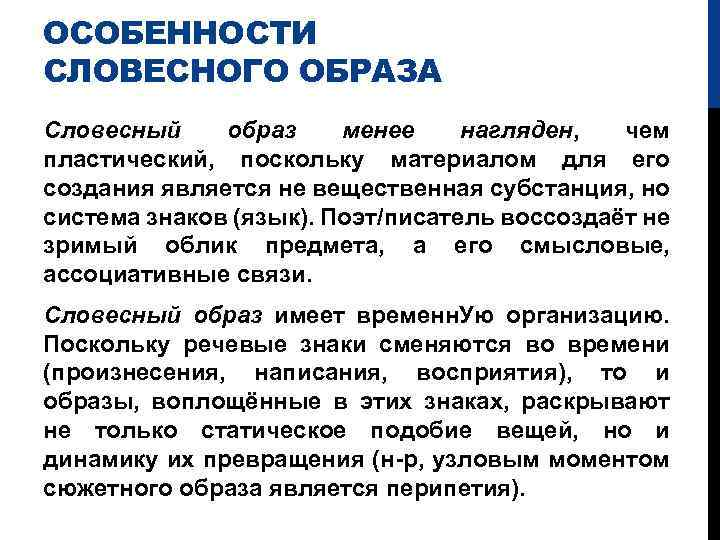 ОСОБЕННОСТИ
СЛОВЕСНОГО ОБРАЗА
Словесный образ менее нагляден, чем
пластический, поскольку материалом для его
создания является не вещественная субстанция, но
система знаков (язык). Поэт/писатель воссоздаёт не
зримый облик предмета, а его смысловые,
ассоциативные связи.
Словесный образ имеет временнУю организацию.
Поскольку речевые знаки сменяются во времени
(произнесения, написания, восприятия), то и
образы, воплощённые в этих знаках, раскрывают
не только статическое подобие вещей, но и
динамику их превращения (н-р, узловым моментом
сюжетного образа является перипетия).